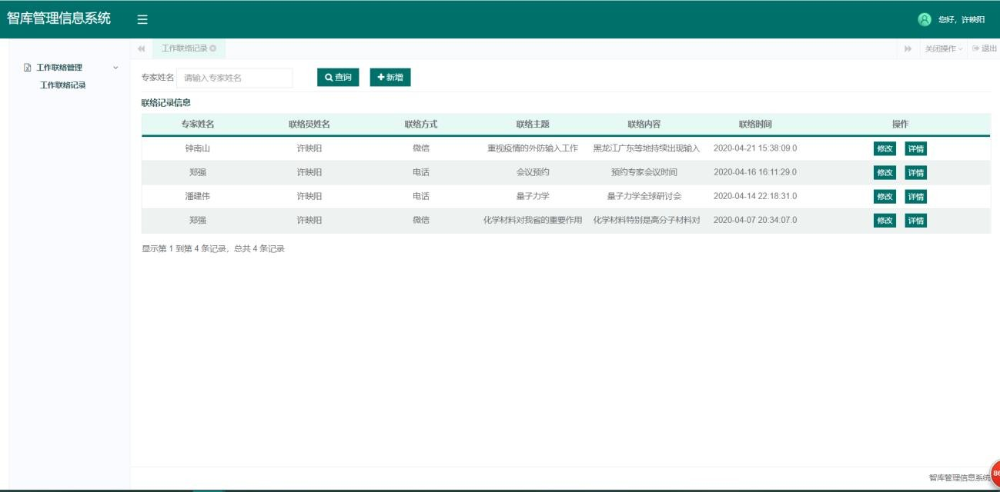 智库管理信息系统
您好，许映阳
工作联络记录
关闭操作
退出
工作联络管理
工作联络记录
专家姓名 请输入专家姓名 查询 新增
联络记录信息
专家姓名 联络员姓名 联络方式 联络主题 联络内容 联络时间 操作
钟南山 许映阳 微信 重视疫情的外防输入工作 黑龙江广东等地持续出现输入 2020-04-21 15:38:09.0 修改 详情
郑强 许映阳 电话 会议预约 预约专家会议时间 2020-04-16 16:11:29.0 修改 详情
潘建伟 许映阳 电话 量子力学 量子力学全球研讨会 2020-04-14 22:18:31.0 修改 详情
郑强 许映阳 微信 化学材料对我省的重要作用 化学材料特别是高分子材料对 2020-04-07 20:34:07.0 修改 详情
显示第 1 到第 4 条记录，总共 4 条记录
智库管理信息系统